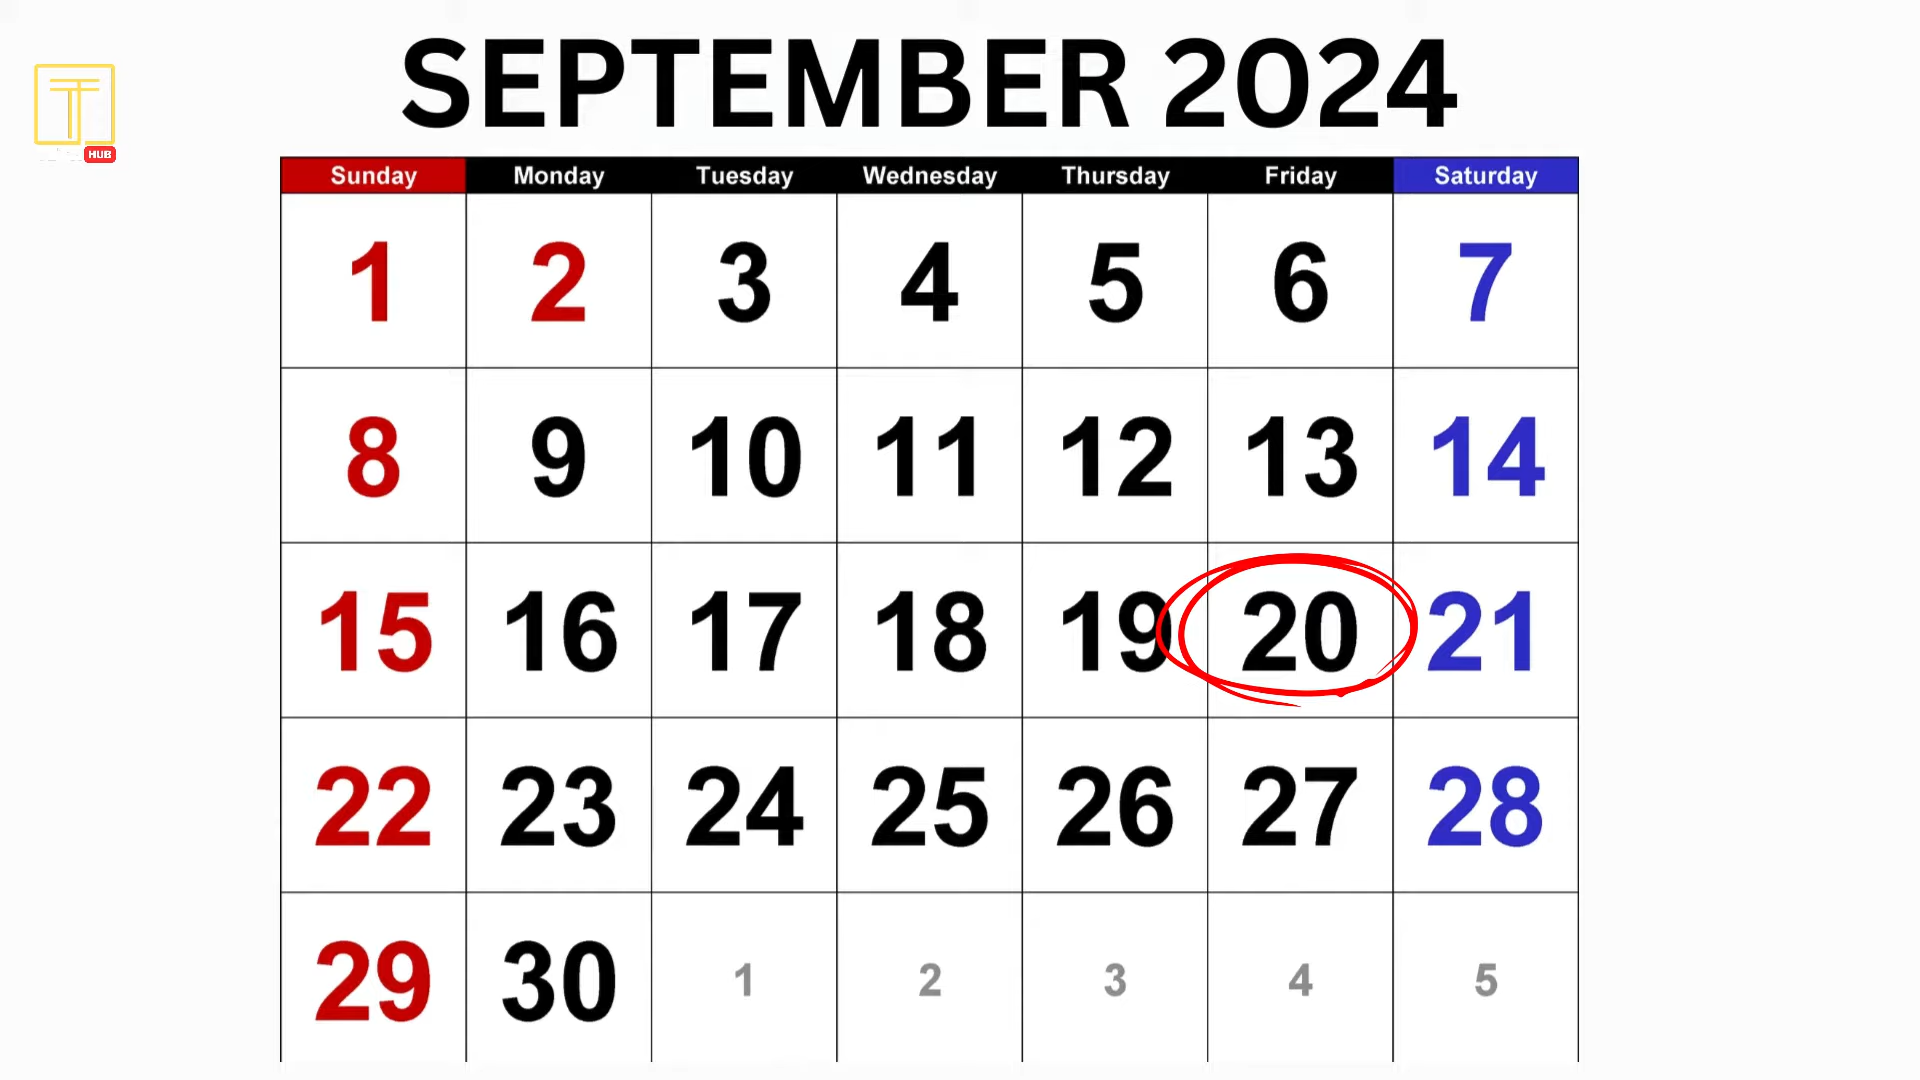 SEPTEMBER 2024
HUB
Sunday Monday Tuesday Wednesday Thursday Friday Saturday
1 2 3 4 5 6 7
8 9 10 11 12 13 14
15 16 17 18 19 20 21
22 23 24 25 26 27 28
29 30 1 2 3 4 5